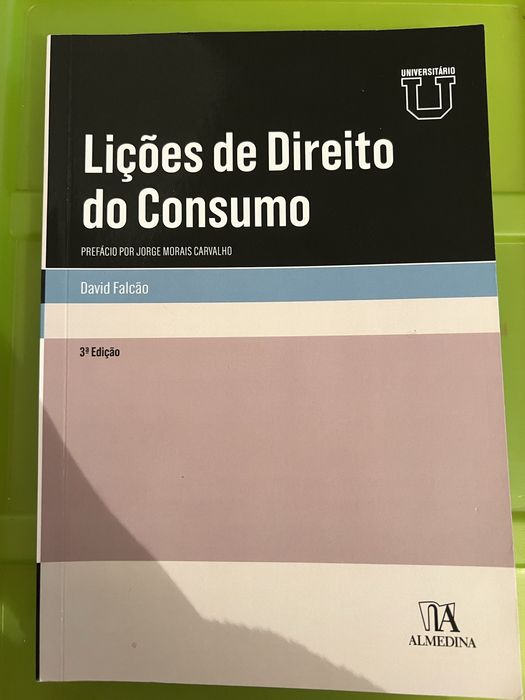 UNIVERSITÁRIO
U
Lições de Direito
do Consumo
PREFÁCIO POR JORGE MORAIS CARVALHO
David Falcão
3ª Edição
ALMEDINA